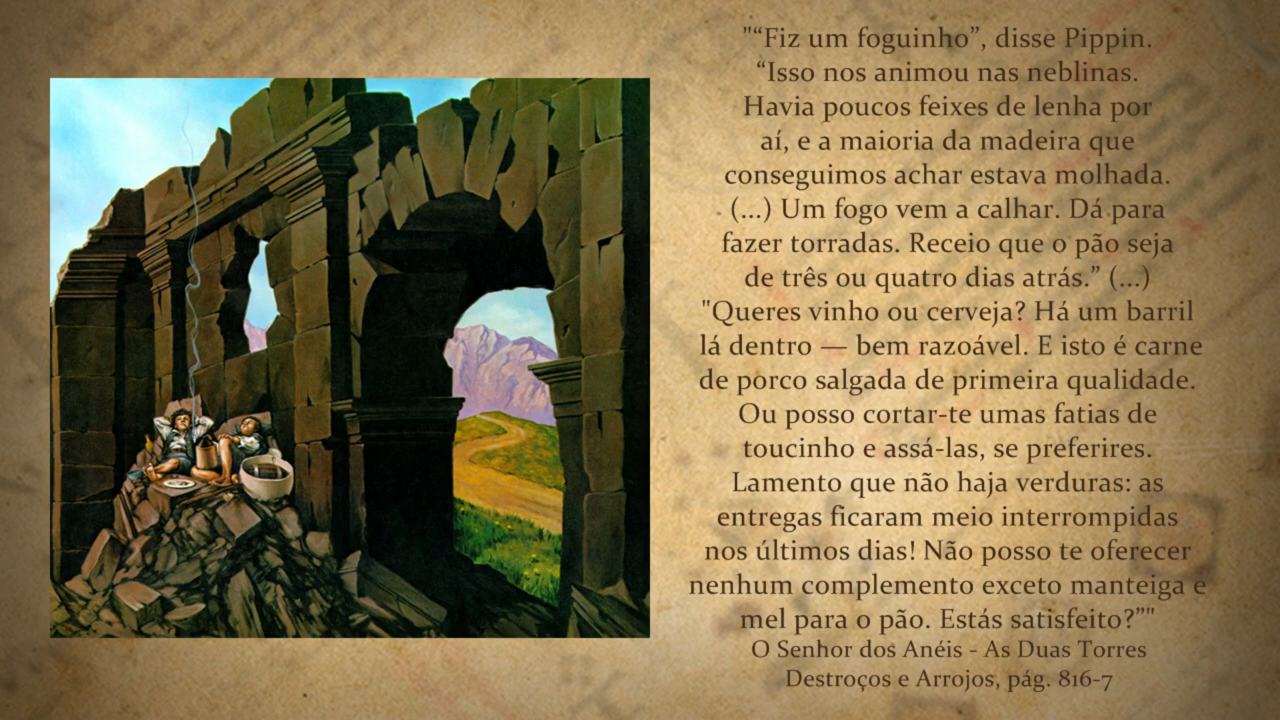 "“Fiz um foguinho”, disse Pippin.
“Isso nos animou nas neblinas.
Havia poucos feixes de lenha por
aí, e a maioria da madeira que
conseguimos achar estava molhada.
(...) Um fogo vem a calhar. Dá para
fazer torradas. Receio que o pão seja
de três ou quatro dias atrás.” (...)
"Queres vinho ou cerveja? Há um barril
lá dentro — bem razoável. E isto é carne
de porco salgada de primeira qualidade.
Ou posso cortar-te umas fatias de
toucinho e assá-las, se preferires.
Lamento que não haja verduras: as
entregas ficaram meio interrompidas
nos últimos dias! Não posso te oferecer
nenhum complemento exceto manteiga e
mel para o pão. Estás satisfeito?”"
O Senhor dos Anéis - As Duas Torres
Destroços e Arrojos, pág. 816-7